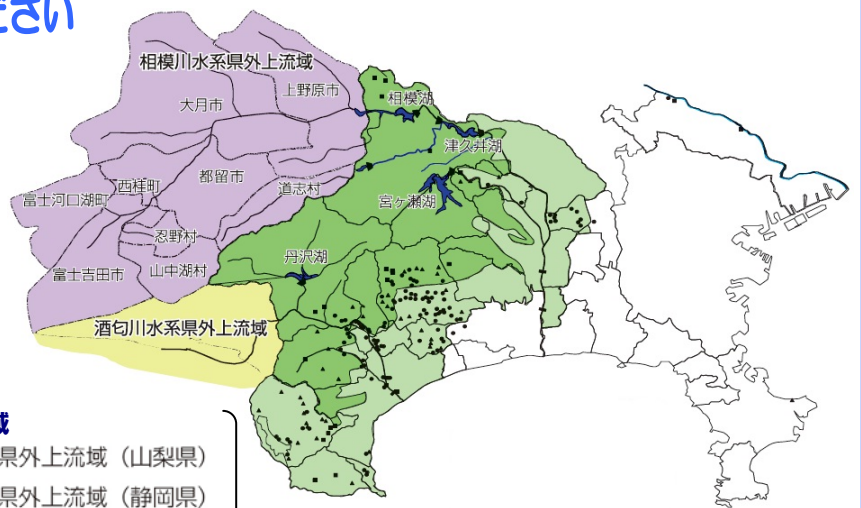 ださい
相模川水系県外上流域
大月市
上野原市
相模湖
津久井湖
都留市
西桂町
道志村
宮ヶ瀬湖
富士河口湖町
忍野村
丹沢湖
富士吉田市
山中湖村
酒匂川水系県外上流域
域
県外上流域（山梨県）
県外上流域（静岡県）